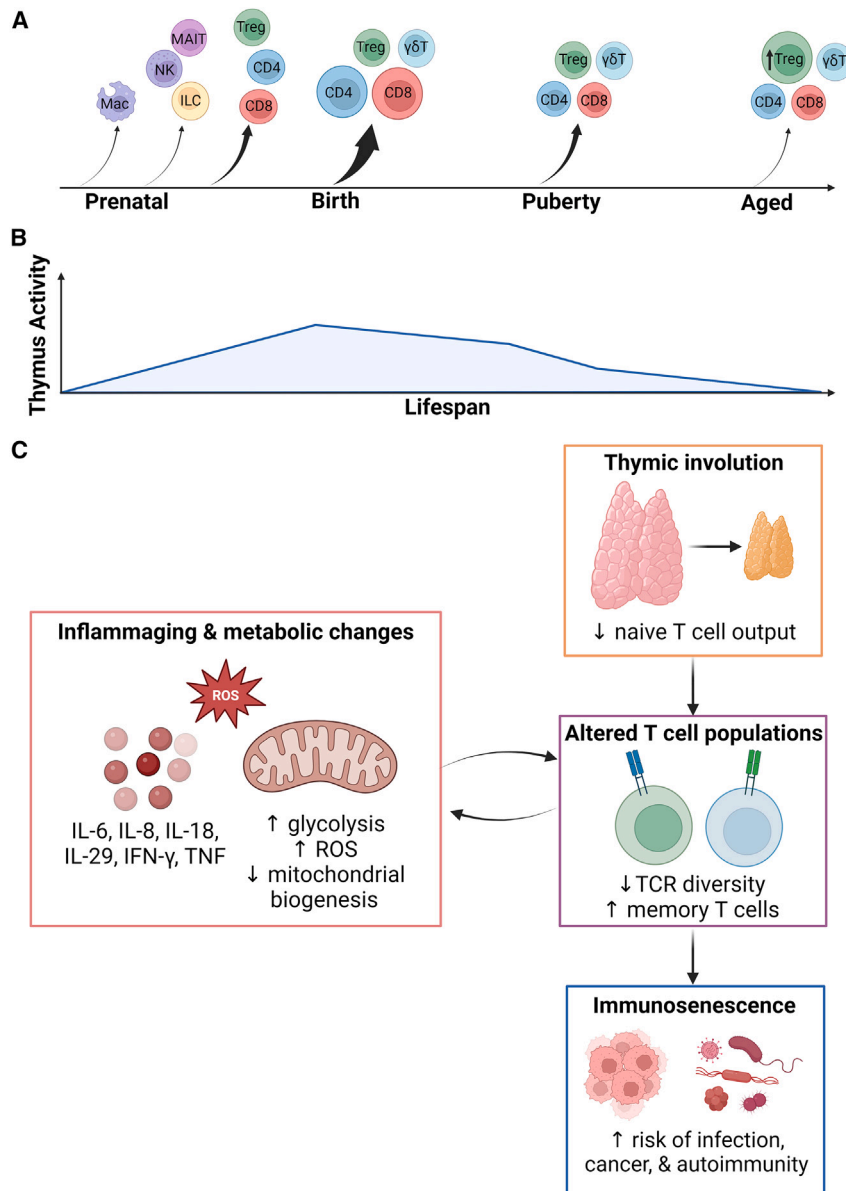 A
MAIT
Treg
Treg
γδT
Treg
γδT
↑Treg
γδT
NK
CD4
Mac
ILC
CD8
CD4
CD8
CD4
CD8
CD4
CD8
Prenatal
Birth
Puberty
Aged
B
Thymus Activity
Lifespan
C
Thymic involution
↓ naive T cell output
Inflammaging & metabolic changes
ROS
IL-6, IL-8, IL-18,
IL-29, IFN-γ, TNF
↑ glycolysis
↑ ROS
↓ mitochondrial
biogenesis
Altered T cell populations
↓TCR diversity
↑ memory T cells
Immunosenescence
↑ risk of infection,
cancer, & autoimmunity